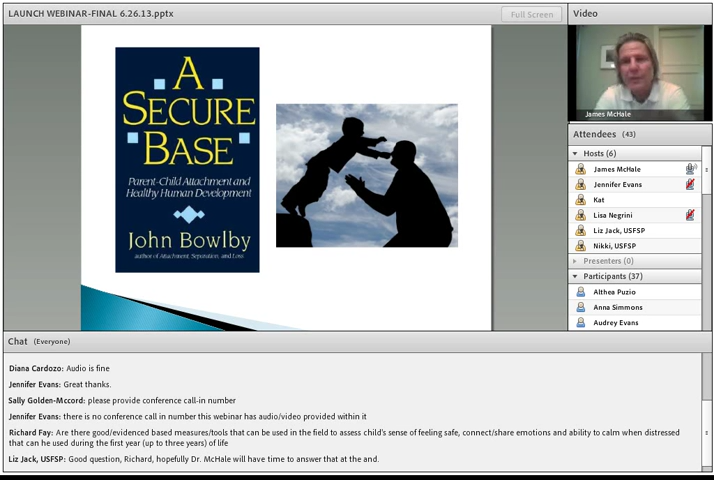 LAUNCH WEBINAR-FINAL 6.26.13.pptx
Full Screen
A
SECURE
BASE
Parent-Child Attachment and
Healthy Human Development
John Bowlby
author of Attachment, Separation, and Loss
Video
James McHale
Attendees (43)
Hosts (6)
James McHale
Jennifer Evans
Kat
Lisa Negrini
Liz Jack, USFSP
Nikki, USFSP
Presenters (0)
Participants (37)
Althea Puzio
Anna Simmons
Audrey Evans
Chat (Everyone)
Diana Cardozo: Audio is fine
Jennifer Evans: Great thanks.
Sally Golden-Mccord: please provide conference call-in number
Jennifer Evans: there is no conference call in number this webinar has audio/video provided within it
Richard Fay: Are there good/evidenced based measures/tools that can be used in the field to assess child's sense of feeling safe, connect/share emotions and ability to calm when distressed
that can be used during the first year (up to three years) of life
Liz Jack, USFSP: Good question, Richard, hopefully Dr. McHale will have time to answer that at the and.